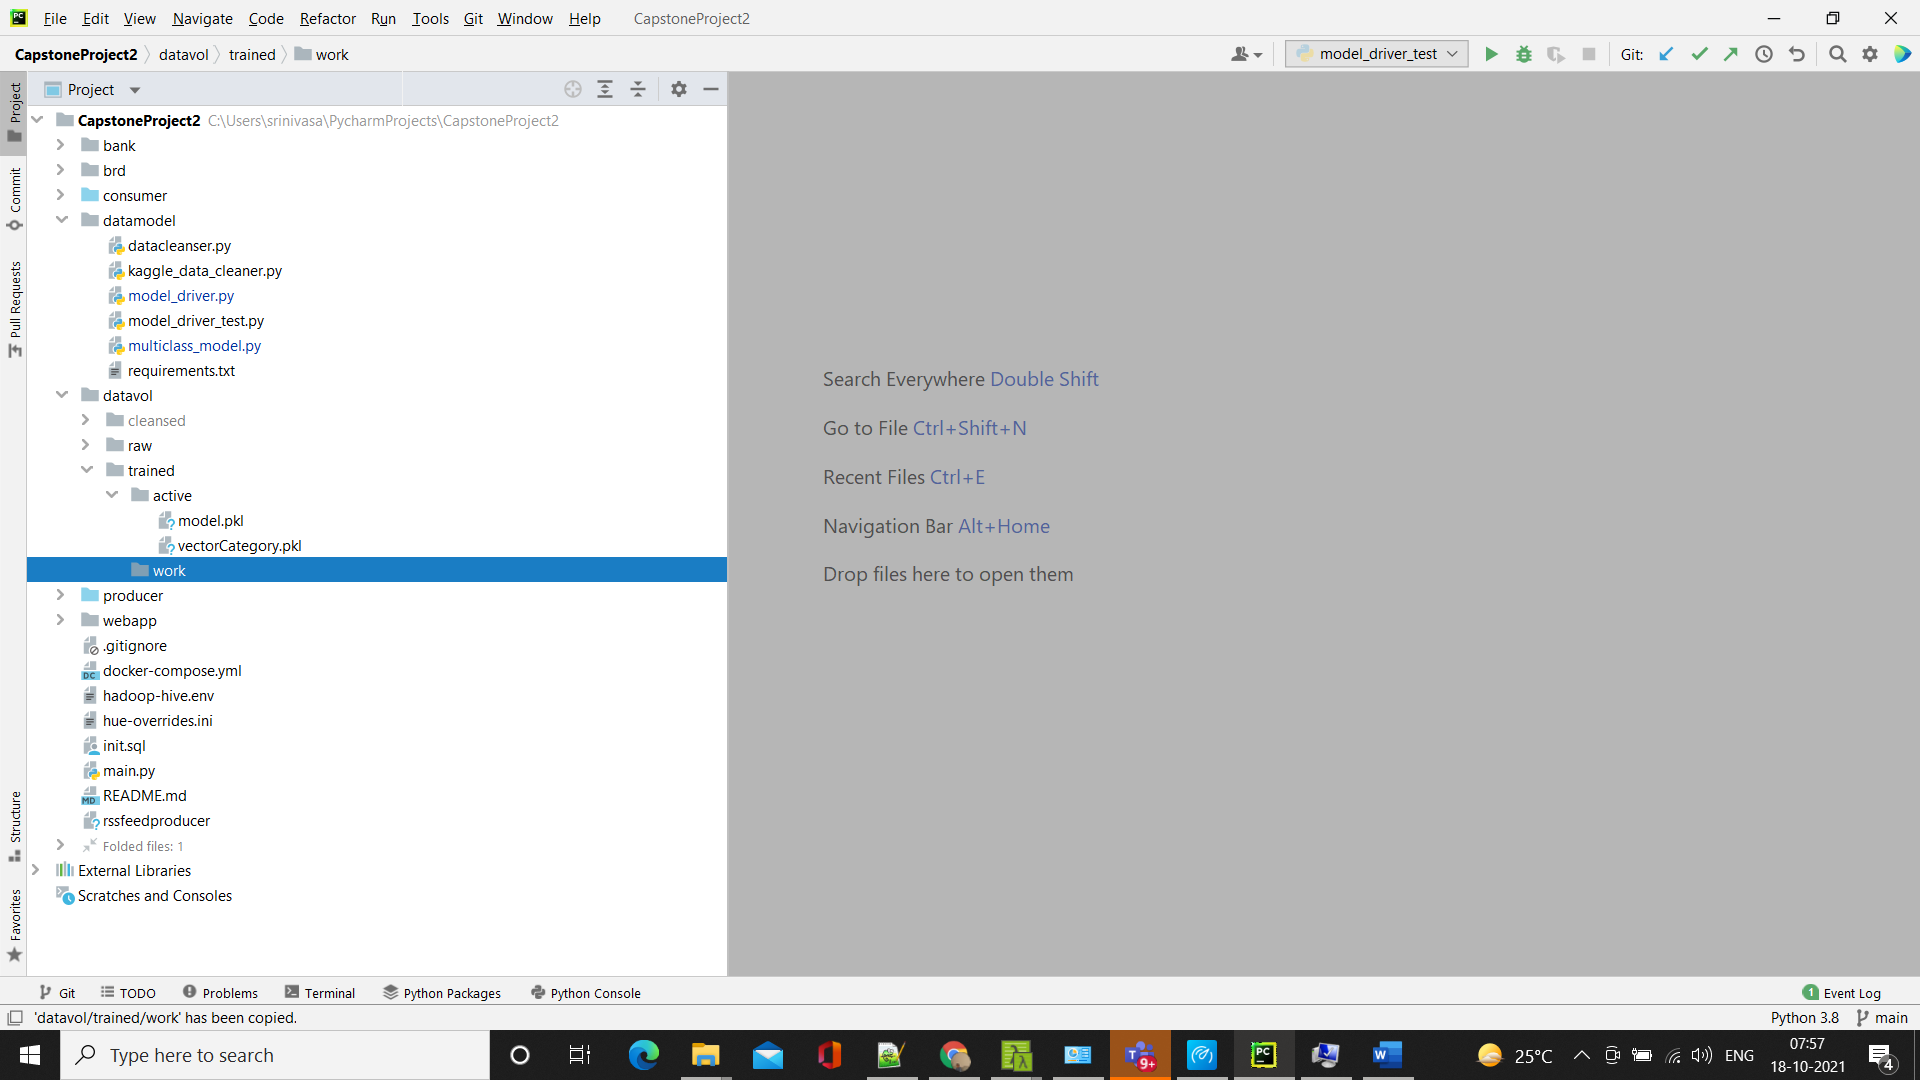 File Edit View Navigate Code Refactor Run Tools Git Window Help CapstoneProject2
CapstoneProject2 datavol trained work model_driver_test Git:
Project
Project
Commit
Pull Requests
Structure
Favorites
CapstoneProject2 C:\Users\srinivasa\PycharmProjects\CapstoneProject2
bank
brd
consumer
datamodel
datacleanser.py
kaggle_data_cleaner.py
model_driver.py
model_driver_test.py
multiclass_model.py
requirements.txt
datavol
cleansed
raw
trained
active
model.pkl
vectorCategory.pkl
work
producer
webapp
.gitignore
DC docker-compose.yml
hadoop-hive.env
hue-overrides.ini
init.sql
main.py
MD README.md
rssfeedproducer
Folded files: 1
External Libraries
Scratches and Consoles
Search Everywhere Double Shift
Go to File Ctrl+Shift+N
Recent Files Ctrl+E
Navigation Bar Alt+Home
Drop files here to open them
Git TODO Problems Terminal Python Packages Python Console 1 Event Log
'datavol/trained/work' has been copied. Python 3.8 main
Type here to search 9+ PC 25°C ENG 07:57
18-10-2021 4